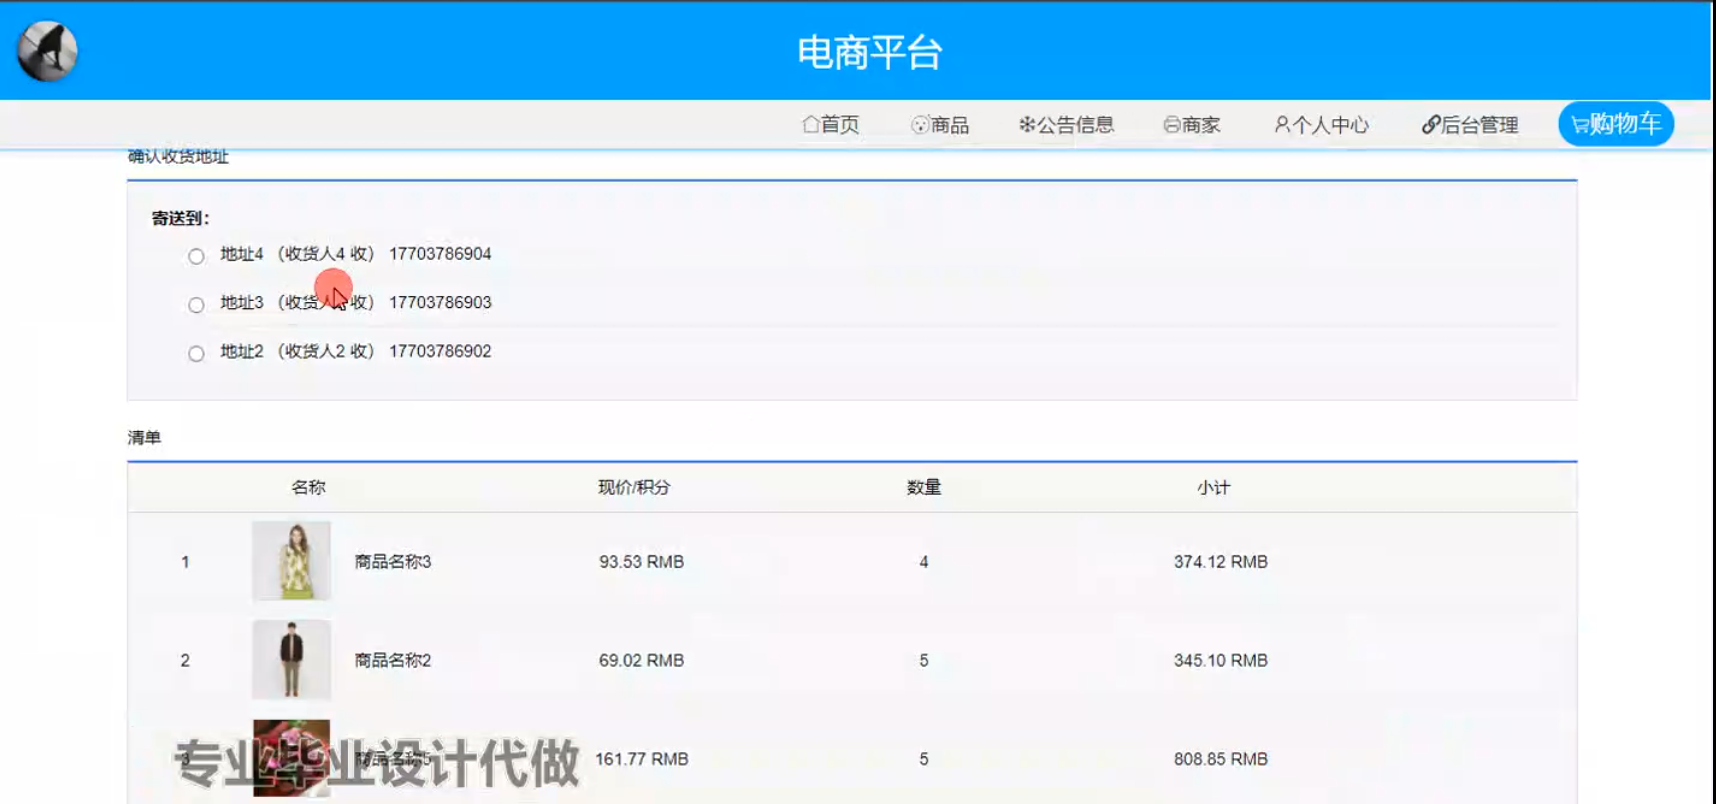 电商平台
首页 商品 公告信息 商家 个人中心 后台管理 购物车
确认收货地址
寄送到：
地址4 （收货人4 收） 17703786904
地址3 （收货人 收） 17703786903
地址2 （收货人2 收） 17703786902
清单
名称 现价/积分 数量 小计
1 商品名称3 93.53 RMB 4 374.12 RMB
2 商品名称2 69.02 RMB 5 345.10 RMB
3 商品名称5 161.77 RMB 5 808.85 RMB
专业毕业设计代做